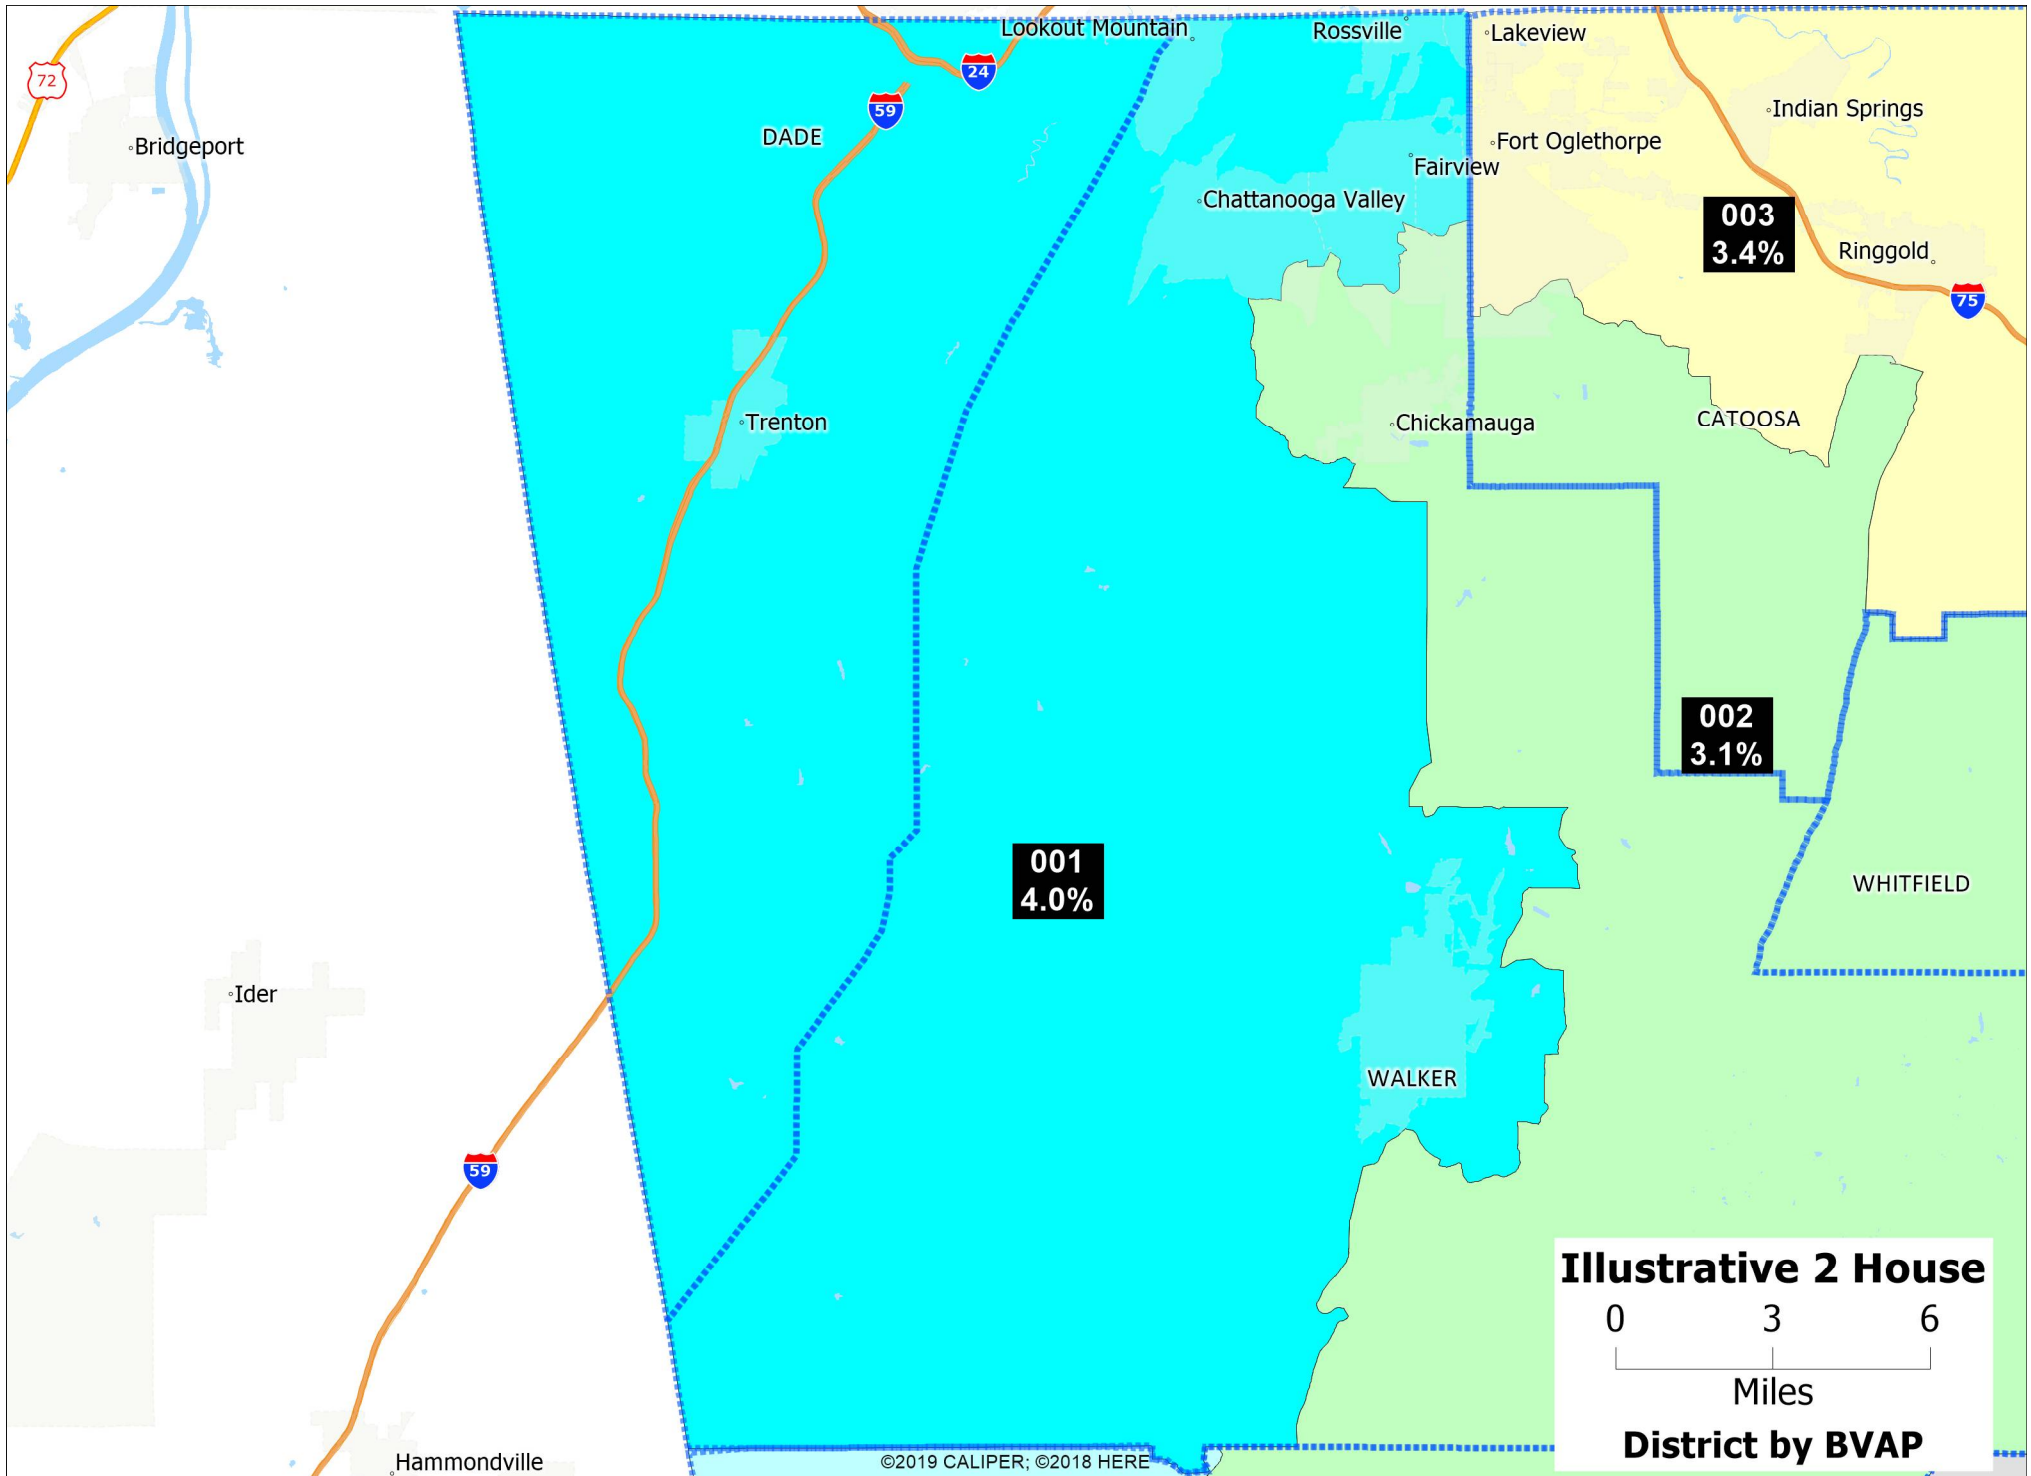 Lookout Mountain
Rossville
Lakeview
72
24
59
Indian Springs
DADE
Bridgeport
Fort Oglethorpe
Fairview
Chattanooga Valley
003
3.4%
Ringgold
75
Trenton
Chickamauga
CATOOSA
002
3.1%
001
4.0%
WHITFIELD
Ider
WALKER
59
Illustrative 2 House
0 3 6
Miles
District by BVAP
Hammondville
©2019 CALIPER; ©2018 HERE